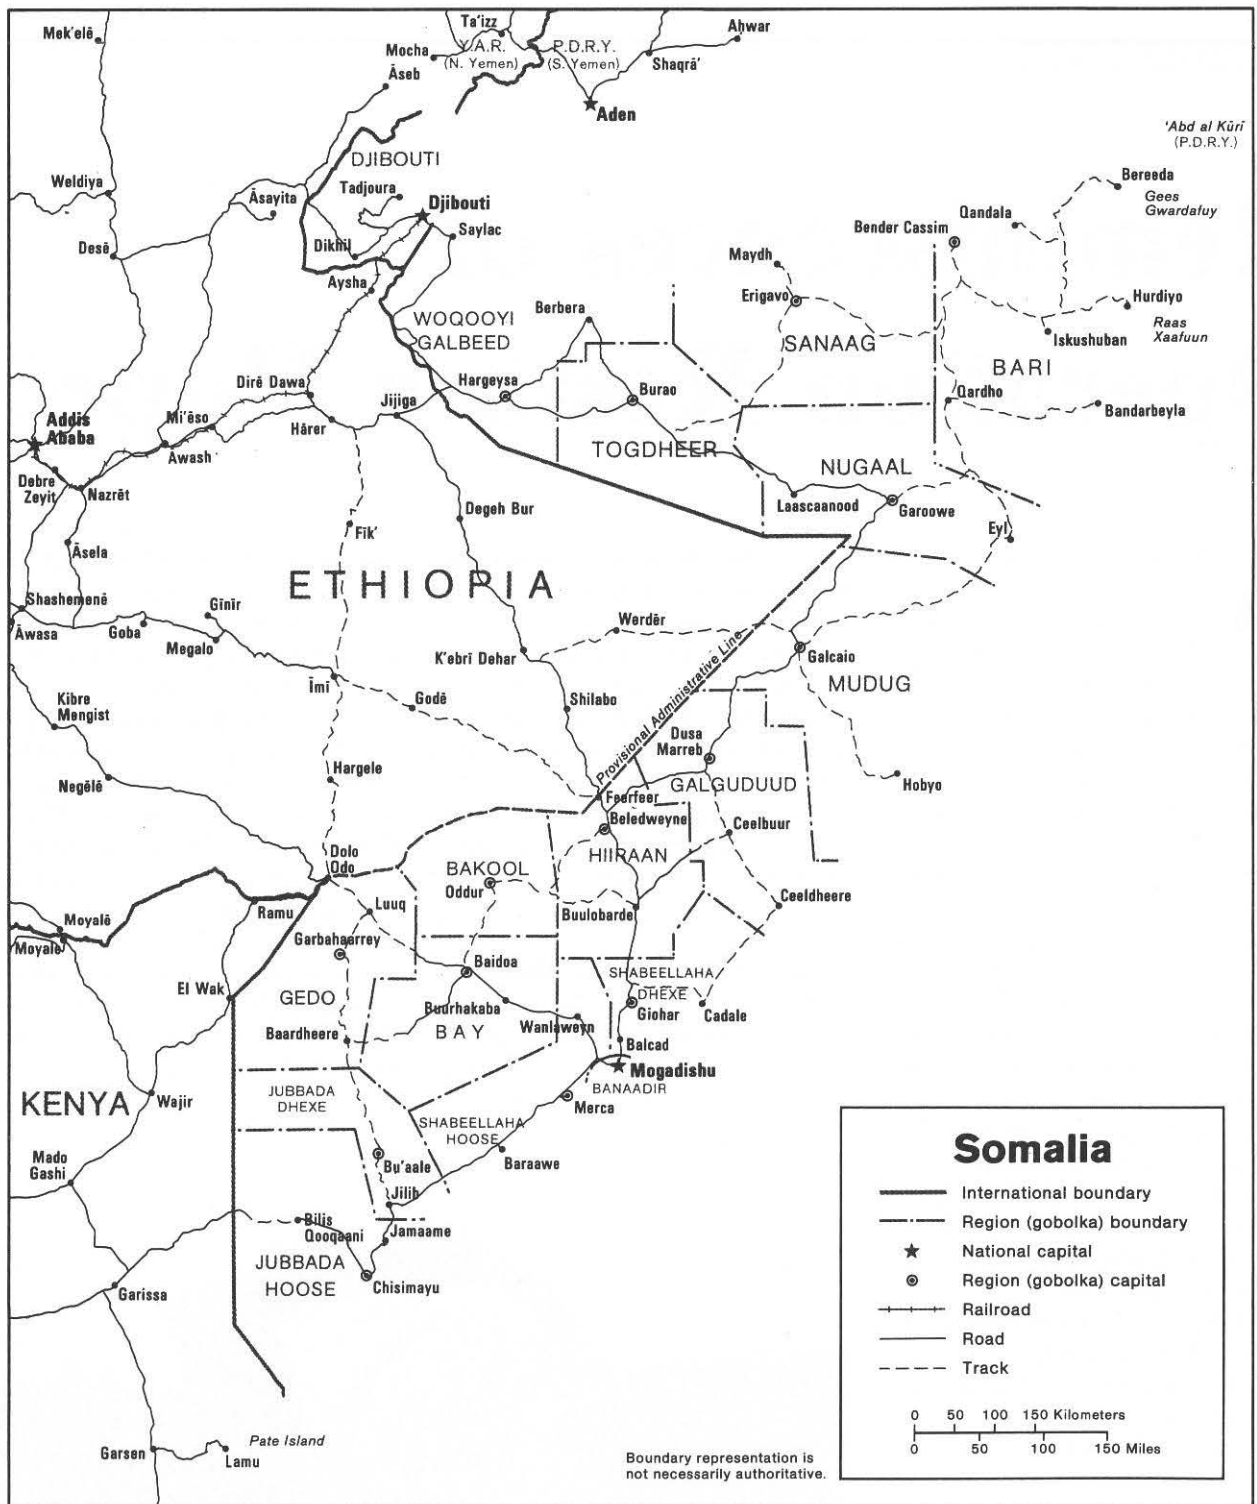 Mek'elē
Ta'izz
Mocha
Y.A.R.
(N. Yemen)
P.D.R.Y.
(S. Yemen)
Aḥwar
Shaqrā'
Āseb
Aden
'Abd al Kūrī
(P.D.R.Y.)
DJIBOUTI
Weldiya
Āsayita
Tadjoura
Djibouti
Bereeda
Gees
Gwardafuy
Qandala
Bender Cassim
Saylac
Dikhil
Desē
Maydh
Aysha
Erigavo
Hurdiyo
Berbera
WOQOOYI
GALBEED
SANAAG
Iskushuban
Raas
Xaafuun
BARI
Dirē Dawa
Hargeysa
Burao
Qardho
Jijiga
Bandarbeyla
Addis
Ababa
Mi'ēso
Hārer
Āwash
TOGDHEER
NUGAAL
Debre
Zeyit
Nazrēt
Laascaanood
Garoowe
Degeh Bur
Fīk'
Eyl
Āsela
ETHIOPIA
Shashemenē
Gīnīr
Āwasa
Goba
Megalo
Werdēr
K'ebrī Dehar
Galcaio
Provisional Administrative Line
MUDUG
Īmī
Godē
Shilabo
Kibre
Mengist
Dusa
Marreb
Negēlē
Hargele
GALGUDUUD
Hobyo
Feerfeer
Beledweyne
Ceelbuur
Dolo
Odo
BAKOOL
HIIRAAN
Oddur
Ceeldheere
Ramu
Luuq
Buulobarde
Moyalē
Moyale
Garbahaarrey
Baidoa
SHABEELLAHA
DHEXE
El Wak
GEDO
Buurhakaba
Giohar
Cadale
Baardheere
BAY
Wanlaweyn
Balcad
Mogadishu
BANAADIR
KENYA
Wajir
JUBBADA
DHEXE
Merca
SHABEELLAHA
HOOSE
Mado
Gashi
Bu'aale
Baraawe
Jilib
Bilis
Qooqaani
Jamaame
JUBBADA
HOOSE
Chisimayu
Garissa
Garsen
Lamu
Pate Island
Somalia
International boundary
Region (gobolka) boundary
National capital
Region (gobolka) capital
Railroad
Road
Track
0 50 100 150 Kilometers
0 50 100 150 Miles
Boundary representation is
not necessarily authoritative.